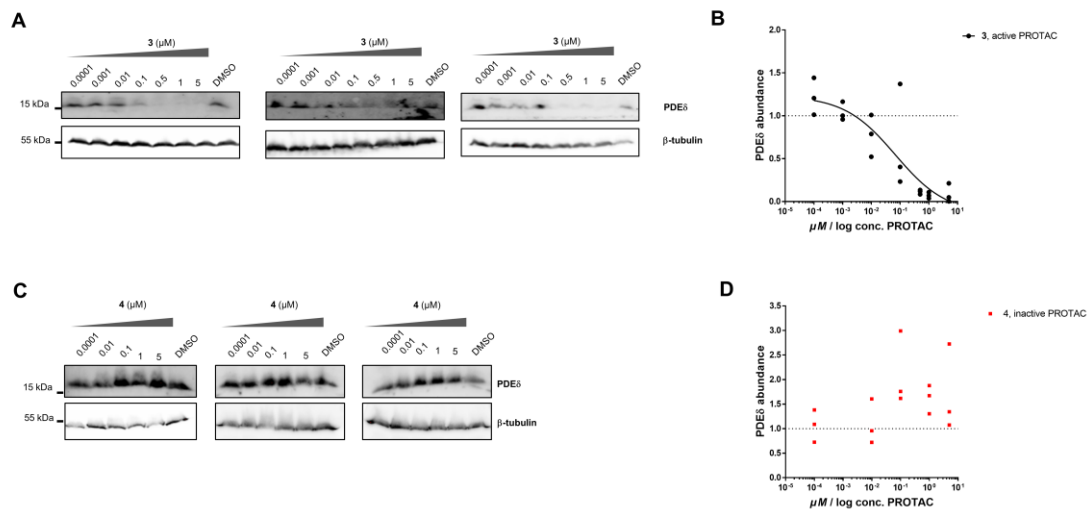 A
3 (µM)
0.0001
0.001
0.01
0.1
0.5
1
5
DMSO
3 (µM)
0.0001
0.001
0.01
0.1
0.5
1
5
DMSO
3 (µM)
0.0001
0.001
0.01
0.1
0.5
1
5
DMSO
15 kDa
PDEδ
55 kDa
β-tubulin
B
3, active PROTAC
2.0
1.5
1.0
0.5
0.0
PDEδ abundance
10⁻⁵ 10⁻⁴ 10⁻³ 10⁻² 10⁻¹ 10⁰ 10¹
µM / log conc. PROTAC
C
4 (µM)
0.0001
0.01
0.1
1
5
DMSO
4 (µM)
0.0001
0.01
0.1
1
5
DMSO
4 (µM)
0.0001
0.01
0.1
1
5
DMSO
15 kDa
PDEδ
55 kDa
β-tubulin
D
4, inactive PROTAC
3.5
3.0
2.5
2.0
1.5
1.0
0.5
0.0
PDEδ abundance
10⁻⁵ 10⁻⁴ 10⁻³ 10⁻² 10⁻¹ 10⁰ 10¹
µM / log conc. PROTAC